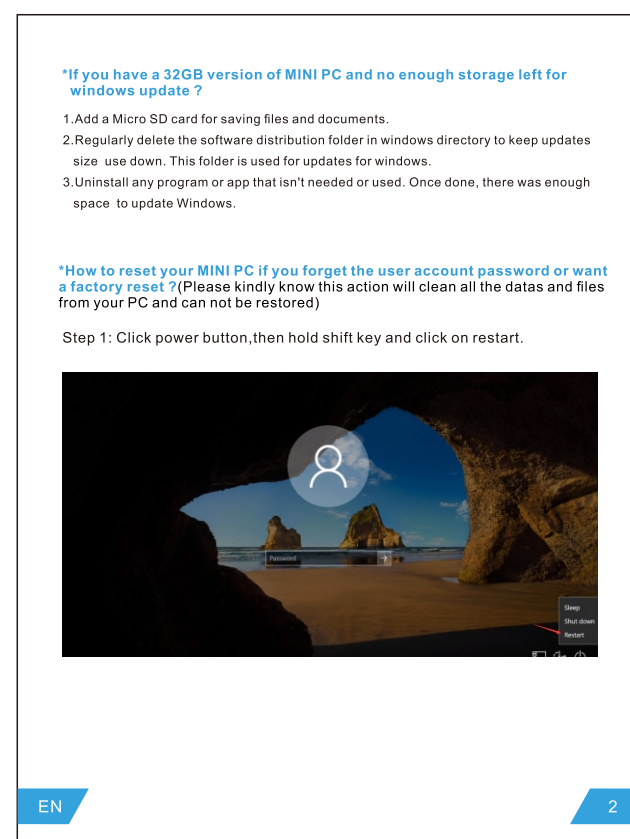 *If you have a 32GB version of MINI PC and no enough storage left for
windows update ?
1.Add a Micro SD card for saving files and documents.
2.Regularly delete the software distribution folder in windows directory to keep updates
size use down. This folder is used for updates for windows.
3.Uninstall any program or app that isn't needed or used. Once done, there was enough
space to update Windows.
*How to reset your MINI PC if you forget the user account password or want
a factory reset ?(Please kindly know this action will clean all the datas and files
from your PC and can not be restored)
Step 1: Click power button,then hold shift key and click on restart.
Password
Sleep
Shut down
Restart
EN
2